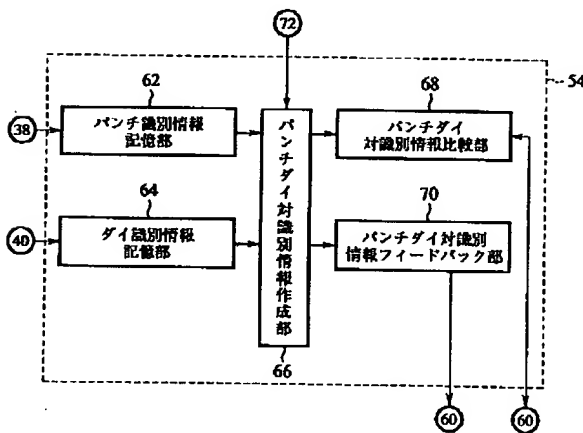 72
54
62
68
38
パンチ識別情報
記憶部
パンチダイ
対識別情報比較部
64
70
40
ダイ識別情報
記憶部
パンチダイ対識別情報作成部
パンチダイ対識別
情報フィードバック部
66
60
60